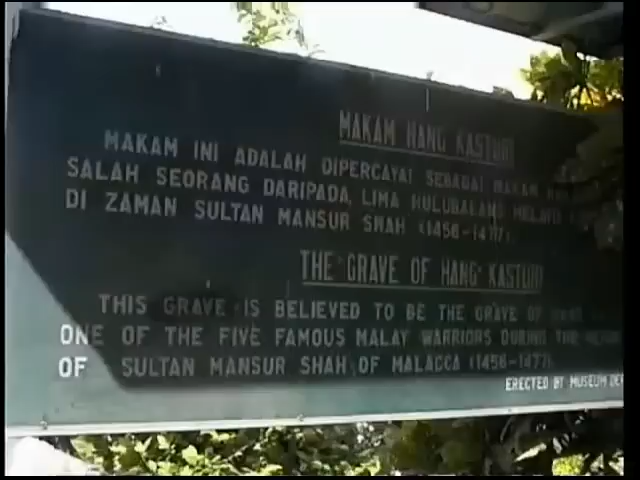 MAKAM HANG KASTURI
MAKAM INI ADALAH DIPERCAYAI SEBAGAI MAKAM
SALAH SEORANG DARIPADA LIMA HULUBALANG MELAYU
DI ZAMAN SULTAN MANSUR SHAH (1456-1477)
THE GRAVE OF HANG KASTURI
THIS GRAVE IS BELIEVED TO BE THE GRAVE OF HANG
ONE OF THE FIVE FAMOUS MALAY WARRIORS DURING THE
OF SULTAN MANSUR SHAH OF MALACCA (1456-1477)
ERECTED BY MUSEUM